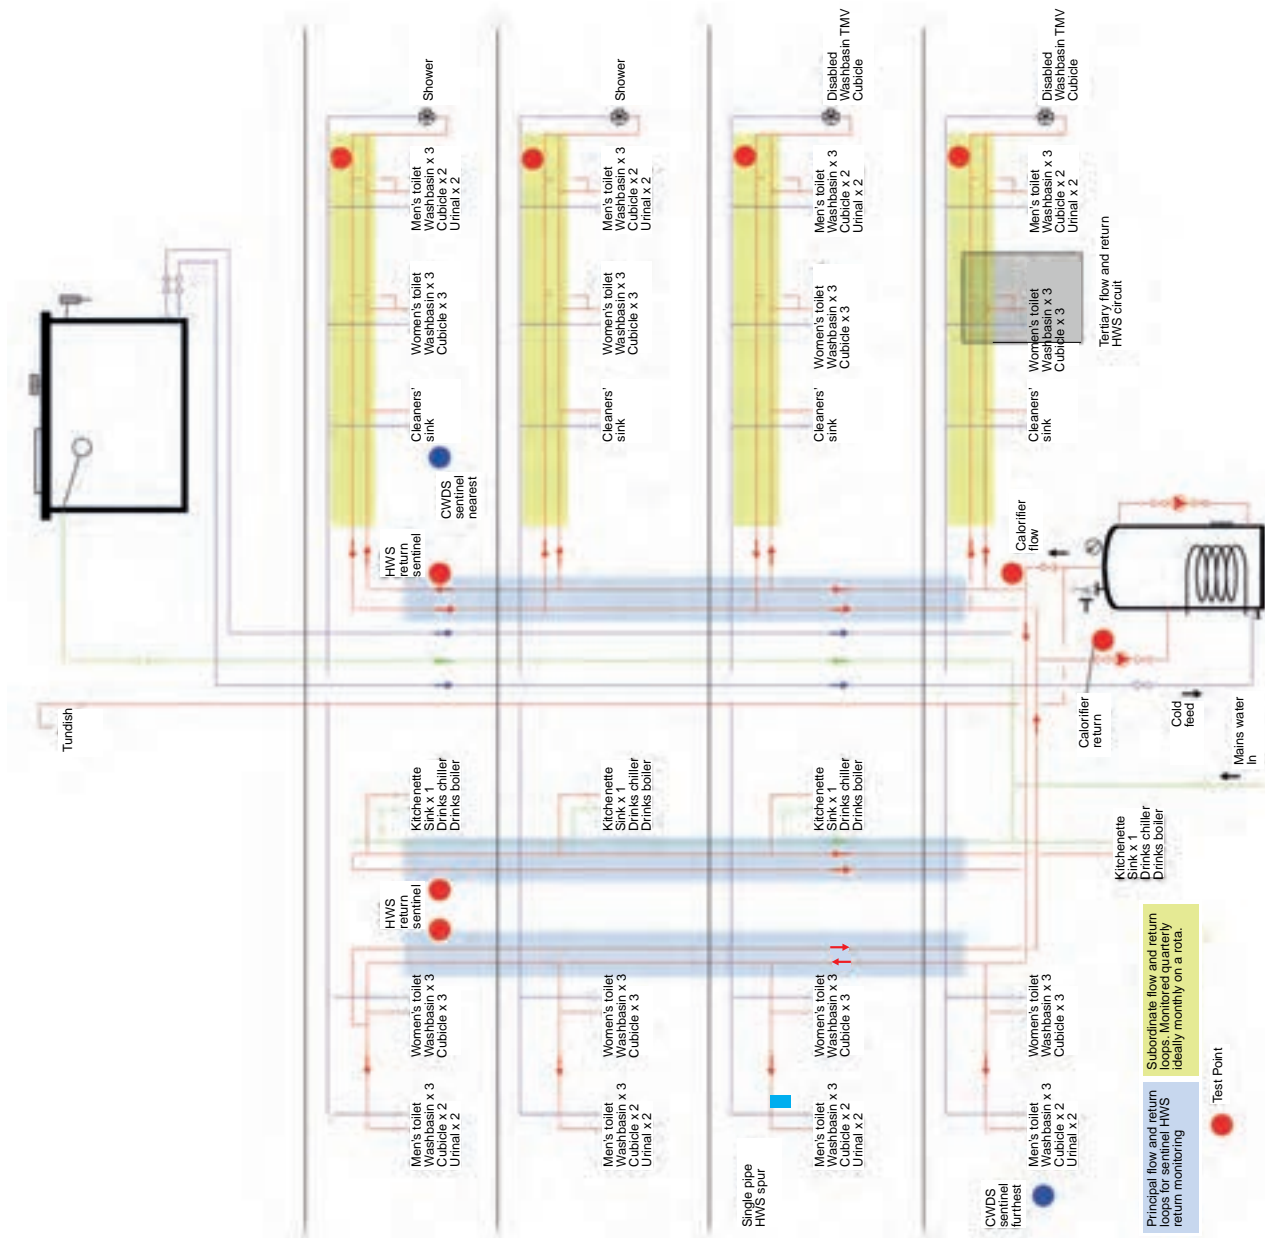 Tundish
Men's toilet
Washbasin x 3
Cubicle x 2
Urinal x 2
Women's toilet
Washbasin x 3
Cubicle x 3
HWS
return
sentinel
Kitchenette
Sink x 1
Drinks chiller
Drinks boiler
HWS
return
sentinel
CWDS
sentinel
nearest
Cleaners'
sink
Women's toilet
Washbasin x 3
Cubicle x 3
Men's toilet
Washbasin x 3
Cubicle x 2
Urinal x 2
Shower
Men's toilet
Washbasin x 3
Cubicle x 2
Urinal x 2
Women's toilet
Washbasin x 3
Cubicle x 3
Kitchenette
Sink x 1
Drinks chiller
Drinks boiler
Cleaners'
sink
Women's toilet
Washbasin x 3
Cubicle x 3
Men's toilet
Washbasin x 3
Cubicle x 2
Urinal x 2
Shower
Single pipe
HWS spur
Men's toilet
Washbasin x 3
Cubicle x 2
Urinal x 2
Women's toilet
Washbasin x 3
Cubicle x 3
Kitchenette
Sink x 1
Drinks chiller
Drinks boiler
Cleaners'
sink
Women's toilet
Washbasin x 3
Cubicle x 3
Men's toilet
Washbasin x 3
Cubicle x 2
Urinal x 2
Disabled
Washbasin TMV
Cubicle
CWDS
sentinel
furthest
Men's toilet
Washbasin x 3
Cubicle x 2
Urinal x 2
Women's toilet
Washbasin x 3
Cubicle x 3
Calorifier
flow
Cleaners'
sink
Women's toilet
Washbasin x 3
Cubicle x 3
Men's toilet
Washbasin x 3
Cubicle x 2
Urinal x 2
Disabled
Washbasin TMV
Cubicle
Kitchenette
Sink x 1
Drinks chiller
Drinks boiler
Calorifier
return
Tertiary flow and return
HWS circuit
Cold
feed
Mains water
In
Principal flow and return
loops for sentinel HWS
return monitoring
Subordinate flow and return
loops. Monitored quarterly
ideally monthly on a rota.
Test Point